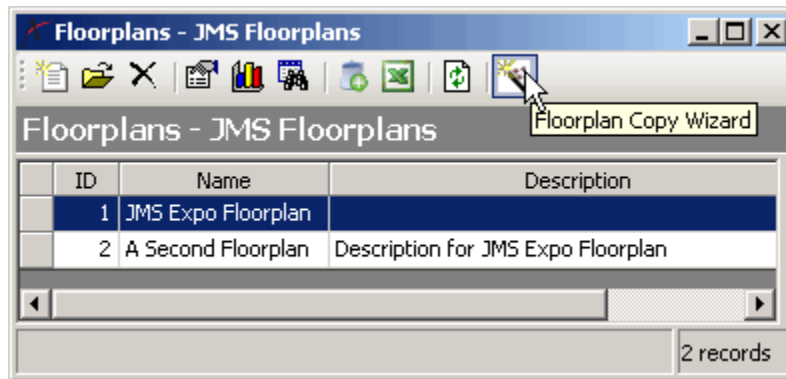 Floorplans - JMS Floorplans
Floorplan Copy Wizard
Floorplans - JMS Floorplans
ID Name Description
1 JMS Expo Floorplan
2 A Second Floorplan Description for JMS Expo Floorplan
2 records